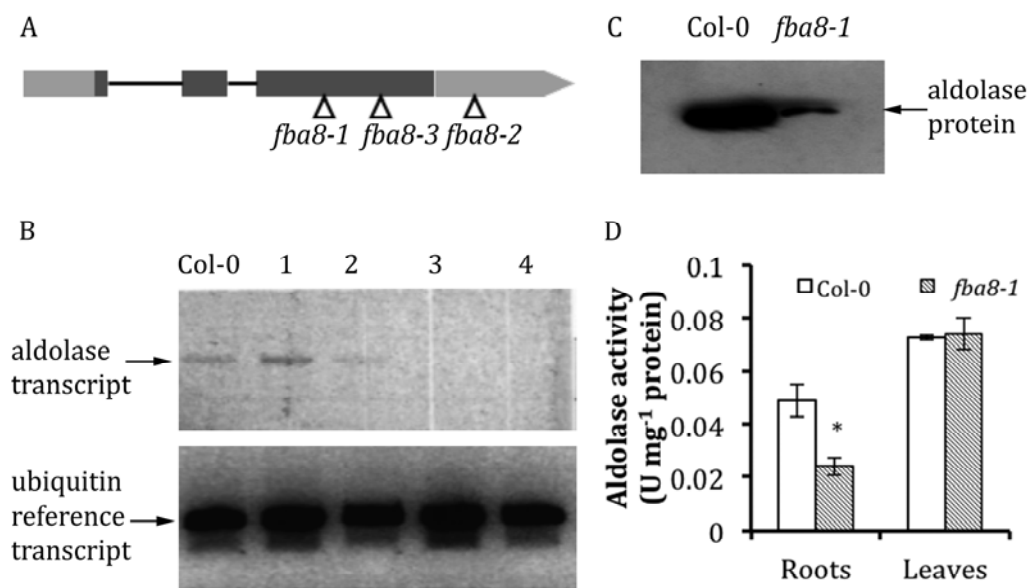 A
fba8-1 fba8-3 fba8-2
C
Col-0 fba8-1
aldolase
protein
B
Col-0 1 2 3 4
aldolase
transcript
ubiquitin
reference
transcript
D
Aldolase activity
(U mg⁻¹ protein)
0.1
0.08
0.06
0.04
0.02
0
Col-0 fba8-1
*
Roots Leaves